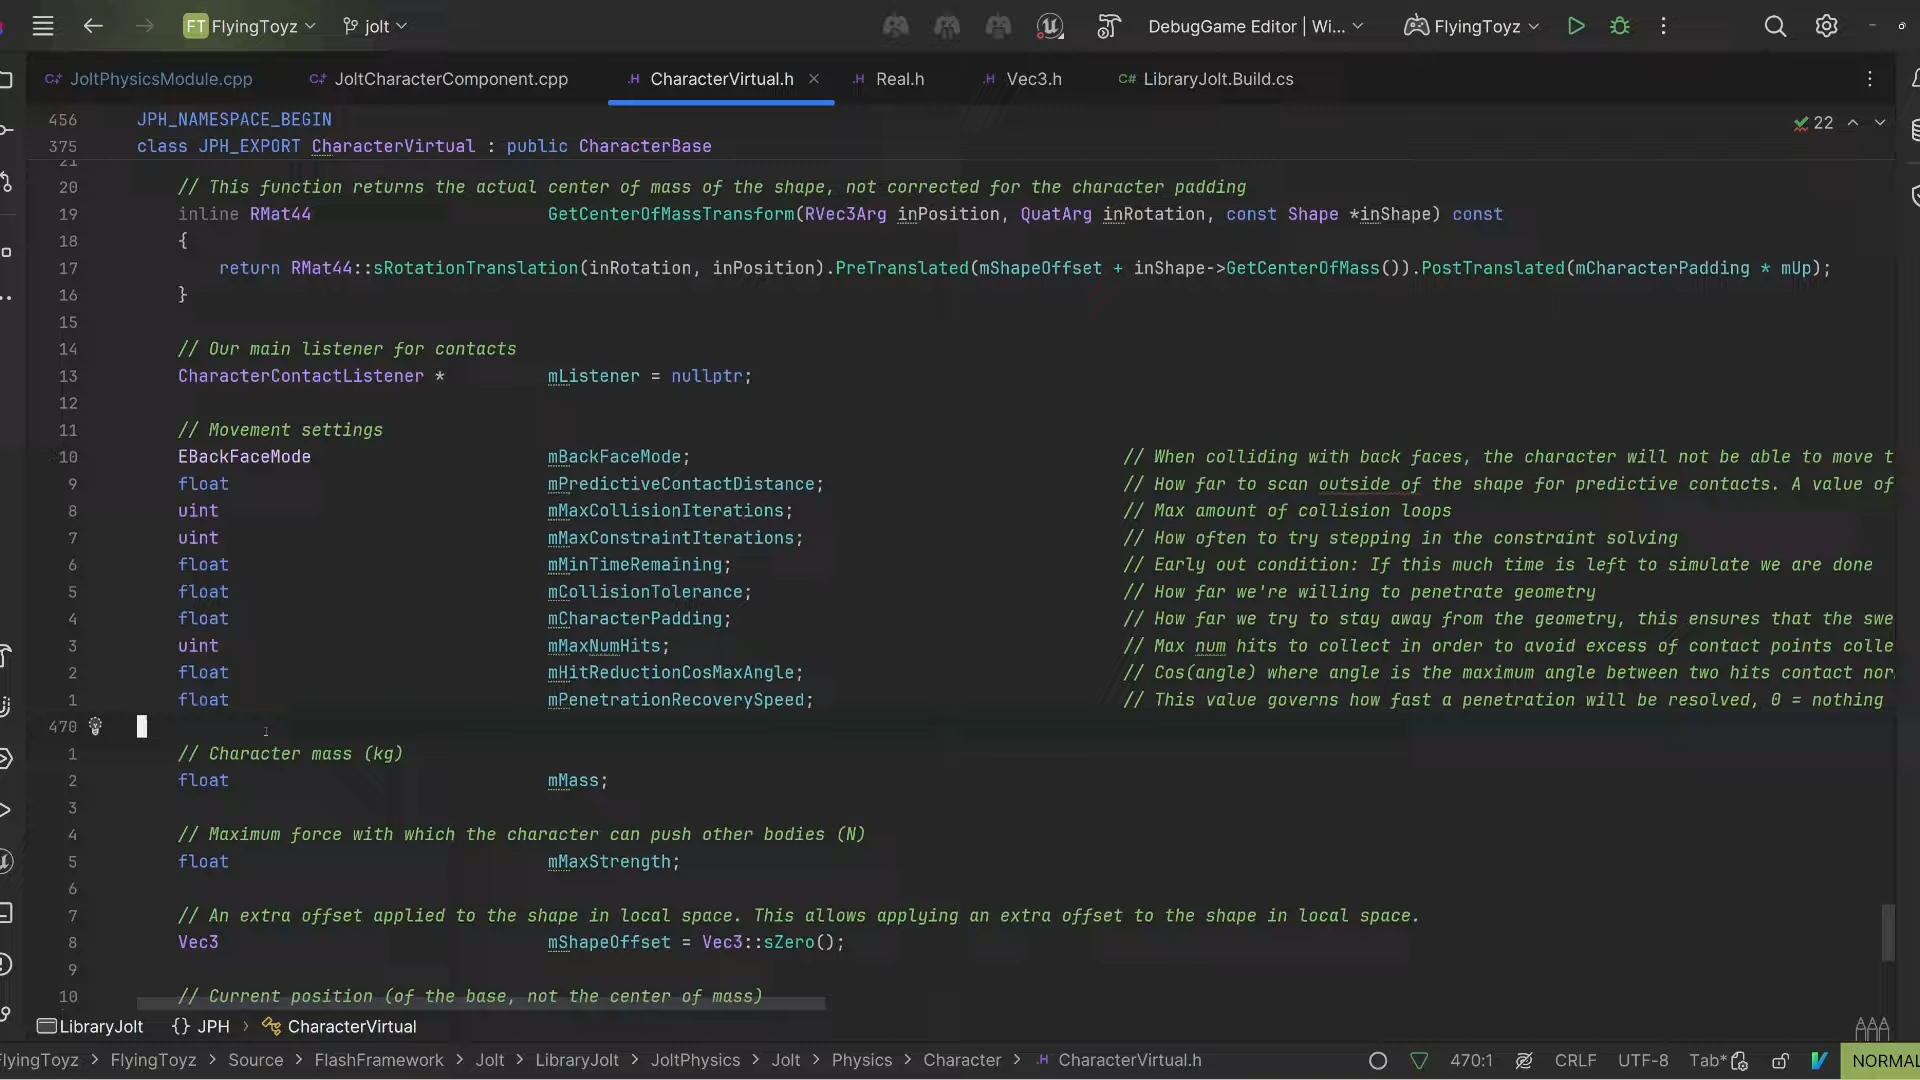 FT FlyingToyz jolt DebugGame Editor | Wi... FlyingToyz
C++ JoltPhysicsModule.cpp C++ JoltCharacterComponent.cpp .H CharacterVirtual.h × .H Real.h .H Vec3.h C# LibraryJolt.Build.cs
456 JPH_NAMESPACE_BEGIN 22
375 class JPH_EXPORT CharacterVirtual : public CharacterBase
21
20 // This function returns the actual center of mass of the shape, not corrected for the character padding
19 inline RMat44 GetCenterOfMassTransform(RVec3Arg inPosition, QuatArg inRotation, const Shape *inShape) const
18 {
17 return RMat44::sRotationTranslation(inRotation, inPosition).PreTranslated(mShapeOffset + inShape->GetCenterOfMass()).PostTranslated(mCharacterPadding * mUp);
16 }
15
14 // Our main listener for contacts
13 CharacterContactListener * mListener = nullptr;
12
11 // Movement settings
10 EBackFaceMode mBackFaceMode; // When colliding with back faces, the character will not be able to move t
9 float mPredictiveContactDistance; // How far to scan outside of the shape for predictive contacts. A value of
8 uint mMaxCollisionIterations; // Max amount of collision loops
7 uint mMaxConstraintIterations; // How often to try stepping in the constraint solving
6 float mMinTimeRemaining; // Early out condition: If this much time is left to simulate we are done
5 float mCollisionTolerance; // How far we're willing to penetrate geometry
4 float mCharacterPadding; // How far we try to stay away from the geometry, this ensures that the swe
3 uint mMaxNumHits; // Max num hits to collect in order to avoid excess of contact points colle
2 float mHitReductionCosMaxAngle; // Cos(angle) where angle is the maximum angle between two hits contact nor
1 float mPenetrationRecoverySpeed; // This value governs how fast a penetration will be resolved, 0 = nothing
470
1 // Character mass (kg)
2 float mMass;
3
4 // Maximum force with which the character can push other bodies (N)
5 float mMaxStrength;
6
7 // An extra offset applied to the shape in local space. This allows applying an extra offset to the shape in local space.
8 Vec3 mShapeOffset = Vec3::sZero();
9
10 // Current position (of the base, not the center of mass)
LibraryJolt {} JPH › CharacterVirtual
FlyingToyz > FlyingToyz > Source > FlashFramework > Jolt > LibraryJolt > JoltPhysics > Jolt > Physics > Character > .H CharacterVirtual.h 470:1 CRLF UTF-8 Tab* NORMAL